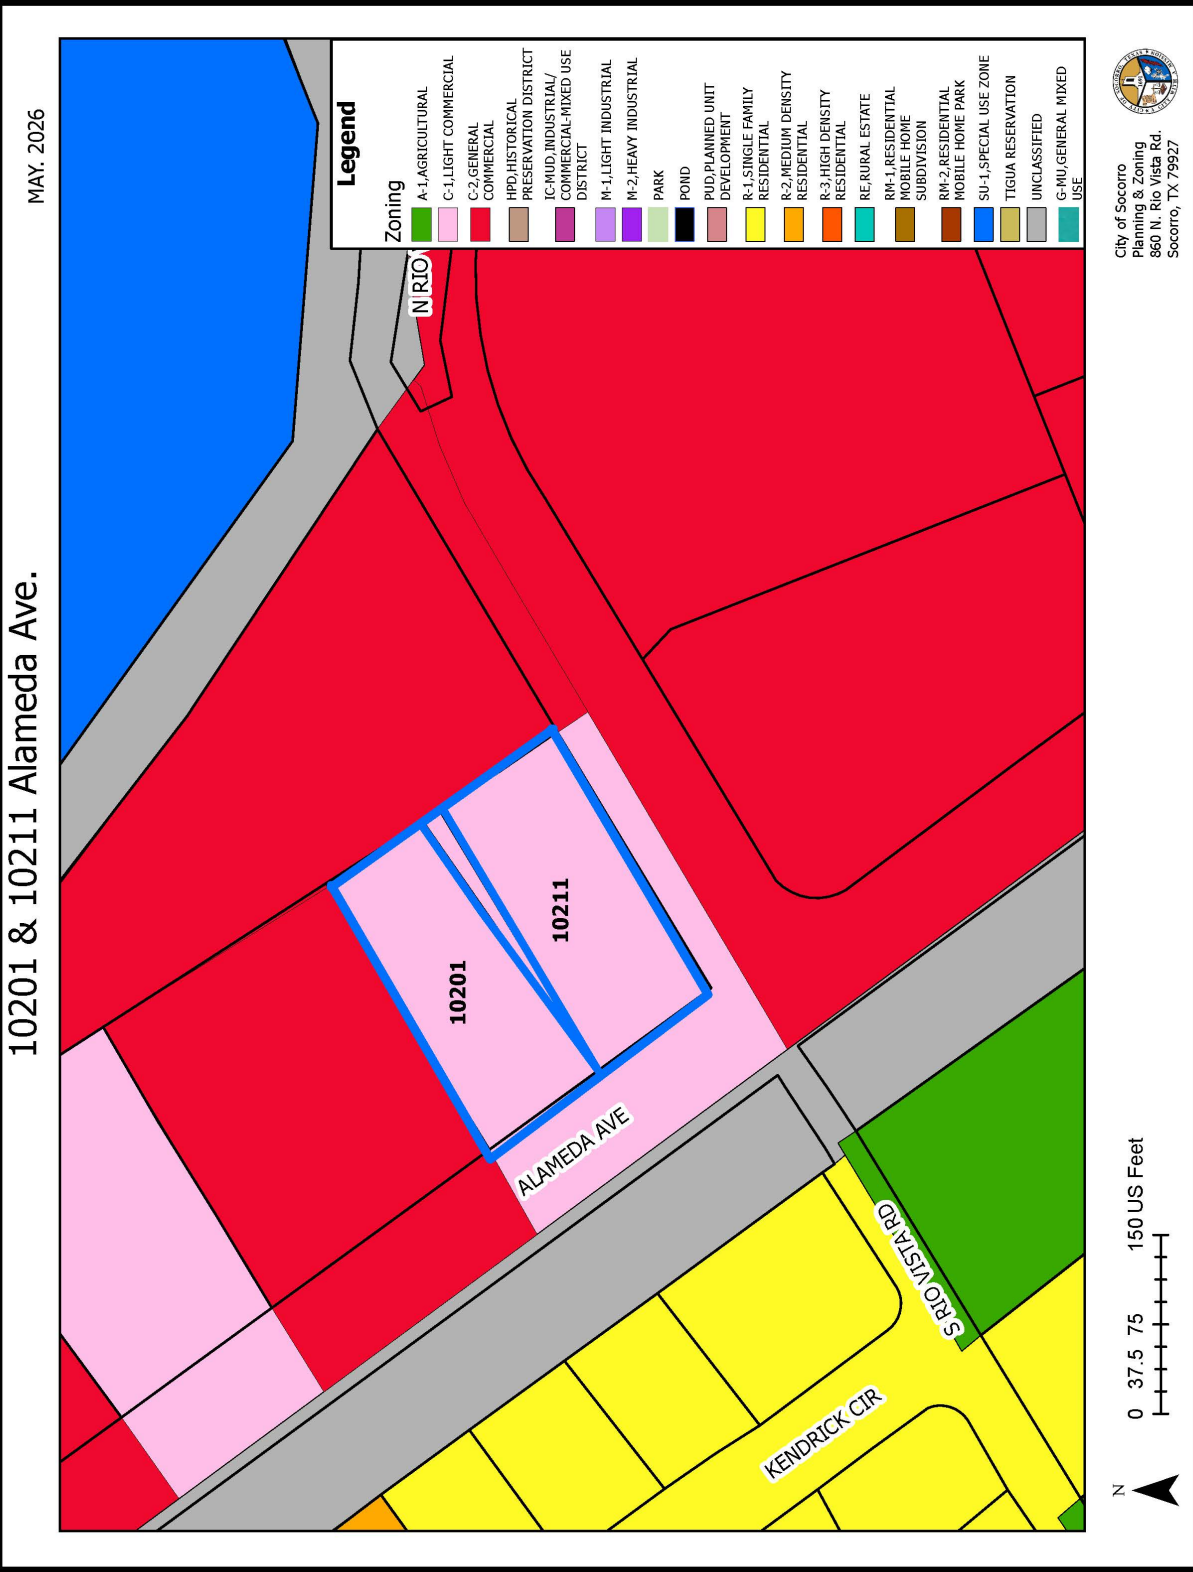 10201 & 10211 Alameda Ave.
MAY. 2026
Legend
Zoning
A-1,AGRICULTURAL
C-1,LIGHT COMMERCIAL
C-2,GENERAL
COMMERCIAL
HPD,HISTORICAL
PRESERVATION DISTRICT
IC-MUD,INDUSTRIAL/
COMMERCIAL-MIXED USE
DISTRICT
M-1,LIGHT INDUSTRIAL
M-2,HEAVY INDUSTRIAL
PARK
POND
PUD,PLANNED UNIT
DEVELOPMENT
R-1,SINGLE FAMILY
RESIDENTIAL
R-2,MEDIUM DENSITY
RESIDENTIAL
R-3,HIGH DENSITY
RESIDENTIAL
RE,RURAL ESTATE
RM-1,RESIDENTIAL
MOBILE HOME
SUBDIVISION
RM-2,RESIDENTIAL
MOBILE HOME PARK
SU-1,SPECIAL USE ZONE
TIGUA RESERVATION
UNCLASSIFIED
G-MU,GENERAL MIXED
USE
N RIO
10201
10211
ALAMEDA AVE
S RIO VISTA RD
KENDRICK CIR
N
0 37.5 75 150 US Feet
City of Socorro
Planning & Zoning
860 N. Rio Vista Rd.
Socorro, TX 79927